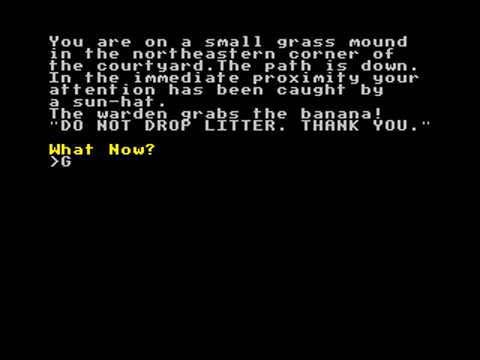 You are on a small grass mound
in the northeastern corner of
the courtyard.The path is down.
In the immediate proximity your
attention has been caught by
a sun-hat.
The warden grabs the banana!
"DO NOT DROP LITTER. THANK YOU."
What Now?
>G